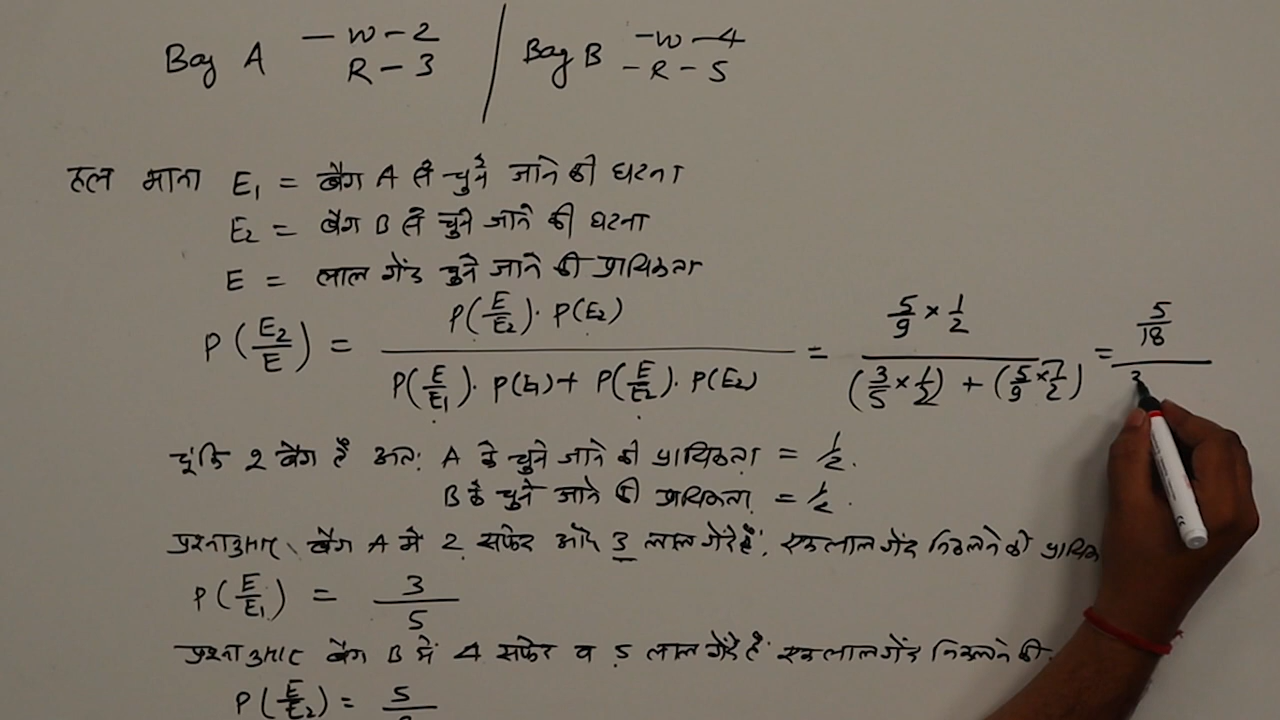 Bag A — W – 2 / Bag B – W – 4
R – 3 – R – 5
हल माना E₁ = बैग A से चुने जाने की घटना
E₂ = बैग B से चुने जाने की घटना
E = लाल गेंद चुने जाने की प्रायिकता
P(E₂/E) = P(E/E₂)· P(E₂) / P(E/E₁)· P(E₁) + P(E/E₂)· P(E₂) = 5/9 × 1/2 / (3/5 × 1/2) + (5/9 × 1/2) = 5/18 / 3
चूंकि 2 बैग हैं अतः A के चुने जाने की प्रायिकता = 1/2.
B के चुने जाने की प्रायिकता = 1/2.
प्रश्नानुसार बैग A में 2 सफेद और 3 लाल गेंदें हैं, एक लाल गेंद निकलने की प्रायिक
P(E/E₁) = 3/5
प्रश्नानुसार बैग B में 4 सफेद व 5 लाल गेंदें हैं एक लाल गेंद निकलने की
P(E/E₂) = 5